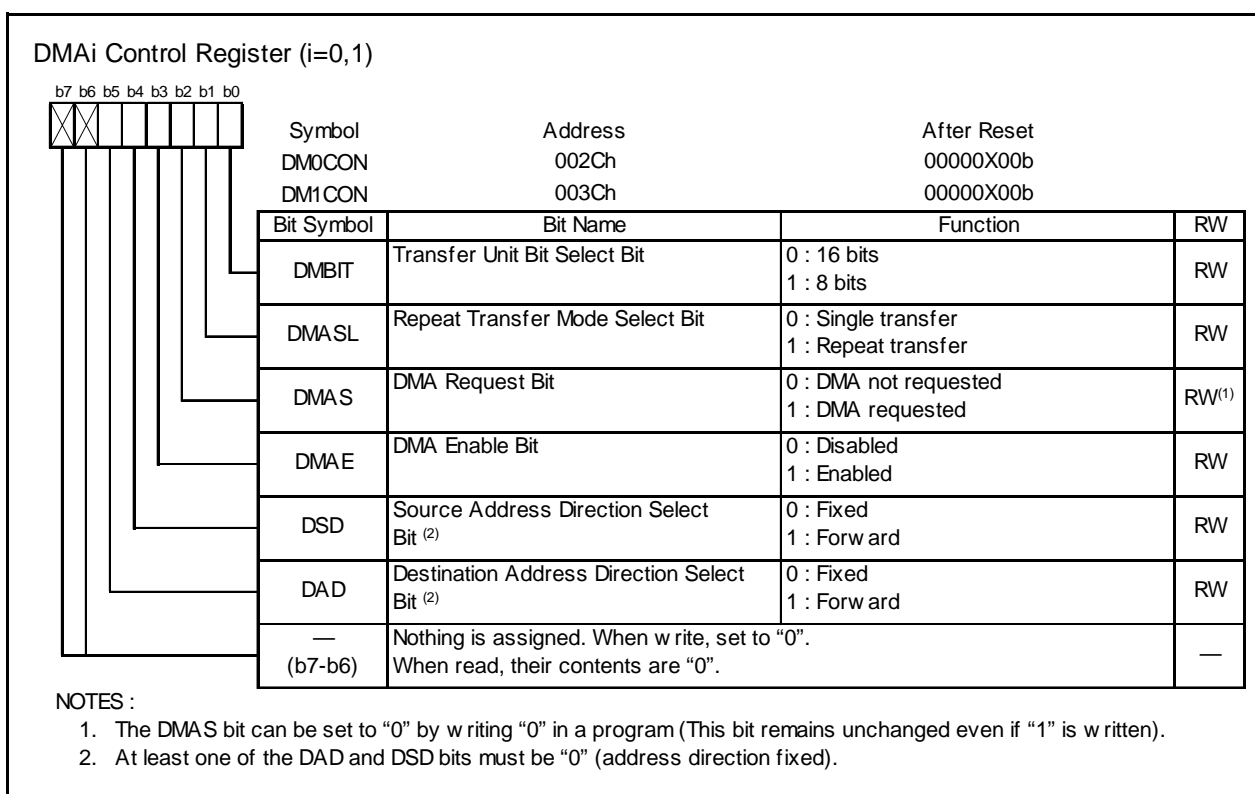 DMAi Control Register (i=0,1)
b7 b6 b5 b4 b3 b2 b1 b0
Symbol Address After Reset
DM0CON 002Ch 00000X00b
DM1CON 003Ch 00000X00b
Bit Symbol Bit Name Function RW
DMBIT Transfer Unit Bit Select Bit 0 : 16 bits RW
1 : 8 bits
DMASL Repeat Transfer Mode Select Bit 0 : Single transfer RW
1 : Repeat transfer
DMAS DMA Request Bit 0 : DMA not requested RW(1)
1 : DMA requested
DMAE DMA Enable Bit 0 : Disabled RW
1 : Enabled
DSD Source Address Direction Select 0 : Fixed RW
Bit (2) 1 : Forward
DAD Destination Address Direction Select 0 : Fixed RW
Bit (2) 1 : Forward
— Nothing is assigned. When write, set to “0”. —
(b7-b6) When read, their contents are “0”.
NOTES :
1. The DMAS bit can be set to “0” by writing “0” in a program (This bit remains unchanged even if “1” is written).
2. At least one of the DAD and DSD bits must be “0” (address direction fixed).